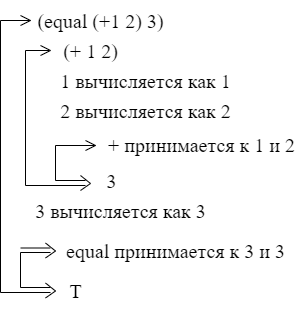 (equal (+1 2) 3)
(+ 1 2)
1 вычисляется как 1
2 вычисляется как 2
+ принимается к 1 и 2
3
3 вычисляется как 3
equal принимается к 3 и 3
T